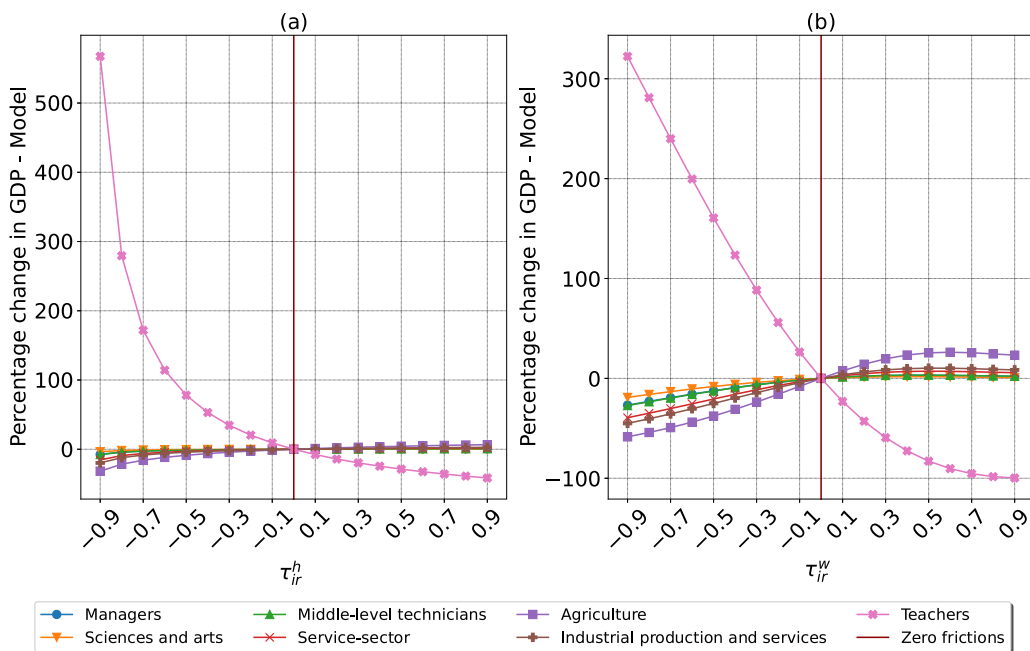 (a)
Percentage change in GDP - Model
500
400
300
200
100
0
−0.9
−0.7
−0.5
−0.3
−0.1
0.1
0.3
0.5
0.7
0.9
τ_{ir}^{h}
(b)
Percentage change in GDP - Model
300
200
100
0
−100
−0.9
−0.7
−0.5
−0.3
−0.1
0.1
0.3
0.5
0.7
0.9
τ_{ir}^{w}
Managers
Sciences and arts
Middle-level technicians
Service-sector
Agriculture
Industrial production and services
Teachers
Zero frictions